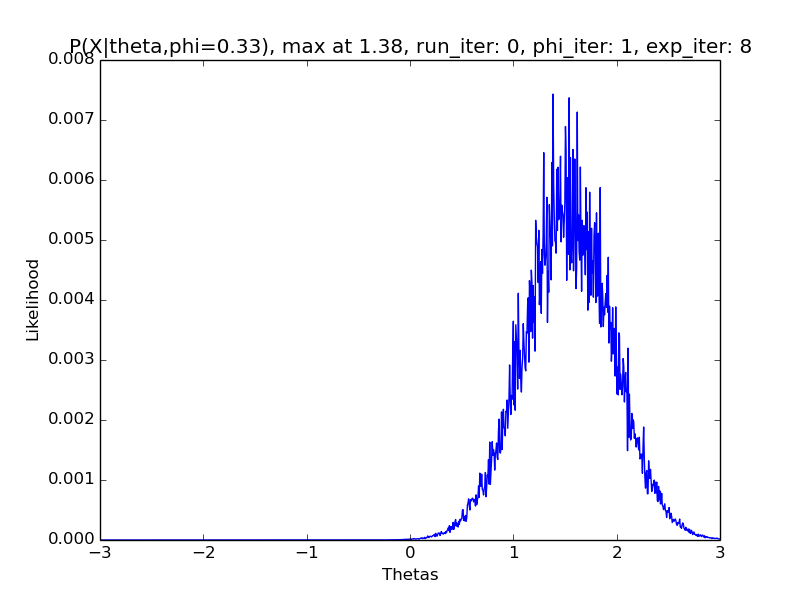 P(X|theta,phi=0.33), max at 1.38, run_iter: 0, phi_iter: 1, exp_iter: 8
0.008
0.007
0.006
0.005
0.004
0.003
0.002
0.001
0.000
Likelihood
−3 −2 −1 0 1 2 3
Thetas